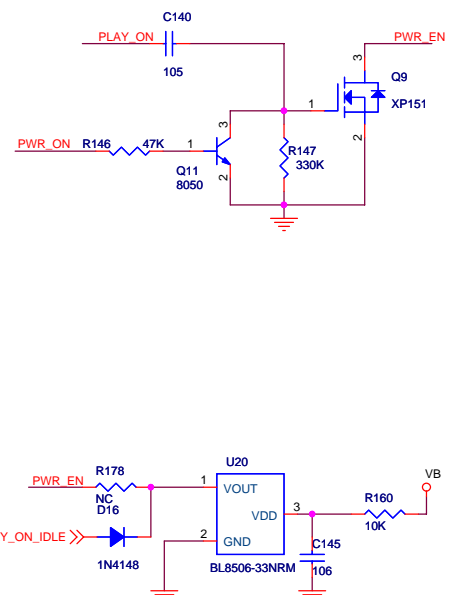 C140
PLAY_ON
PWR_EN
105
3
Q9
1
XP151
3
PWR_ON
R146
47K
1
R147
330K
2
Q11
8050
2
U20
R178
VB
PWR_EN
1
VOUT
NC
D16
3
R160
VDD
Y_ON_IDLE
2
GND
10K
C145
1N4148
BL8506-33NRM
106